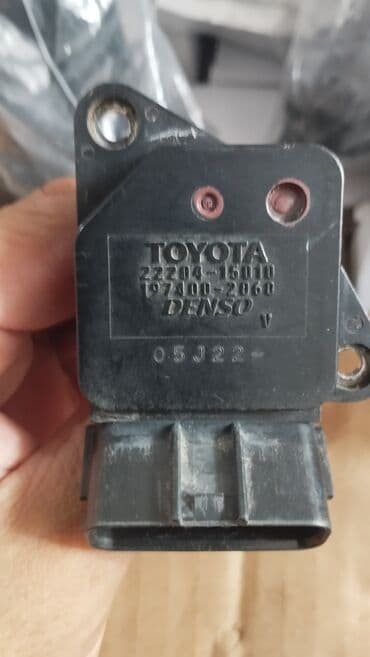 TOYOTA
22204-15010
197400-2060
DENSO
V
05J22-